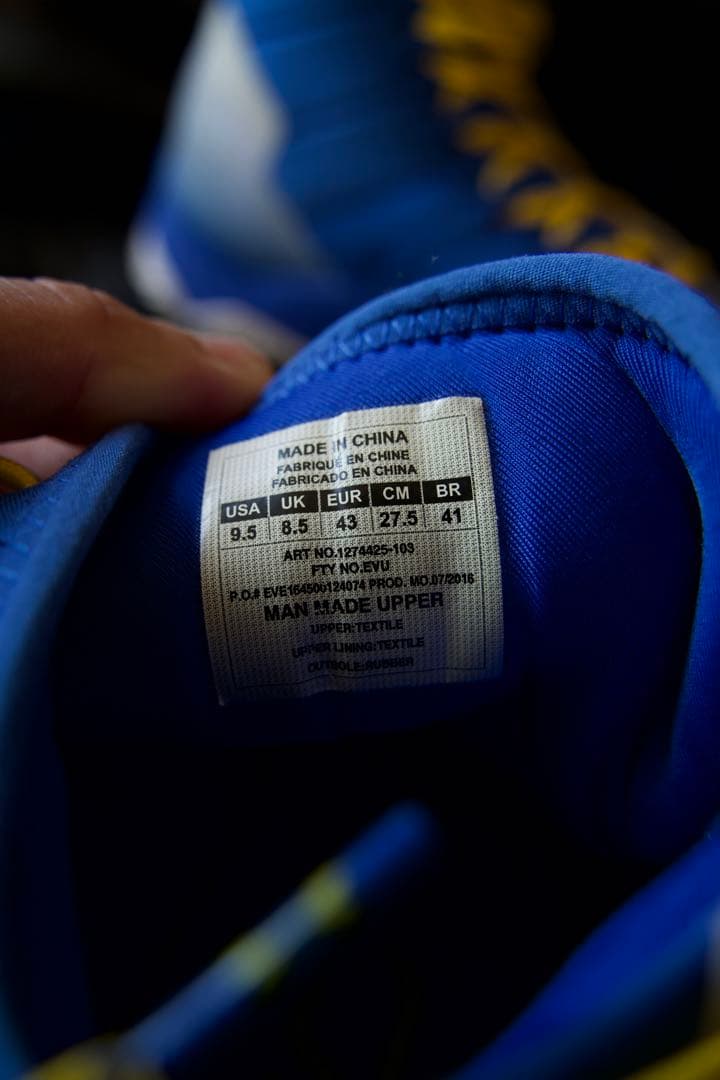 MADE IN CHINA
FABRIQUÉ EN CHINE
FABRICADO EN CHINA
USA UK EUR CM BR
9.5 8.5 43 27.5 41
ART NO.1274425-103
FTY NO.EVU
P.O.# EVE164500124074 PROD. MO.07/2016
MAN MADE UPPER
UPPER:TEXTILE
UPPER LINING:TEXTILE
OUTSOLE:RUBBER